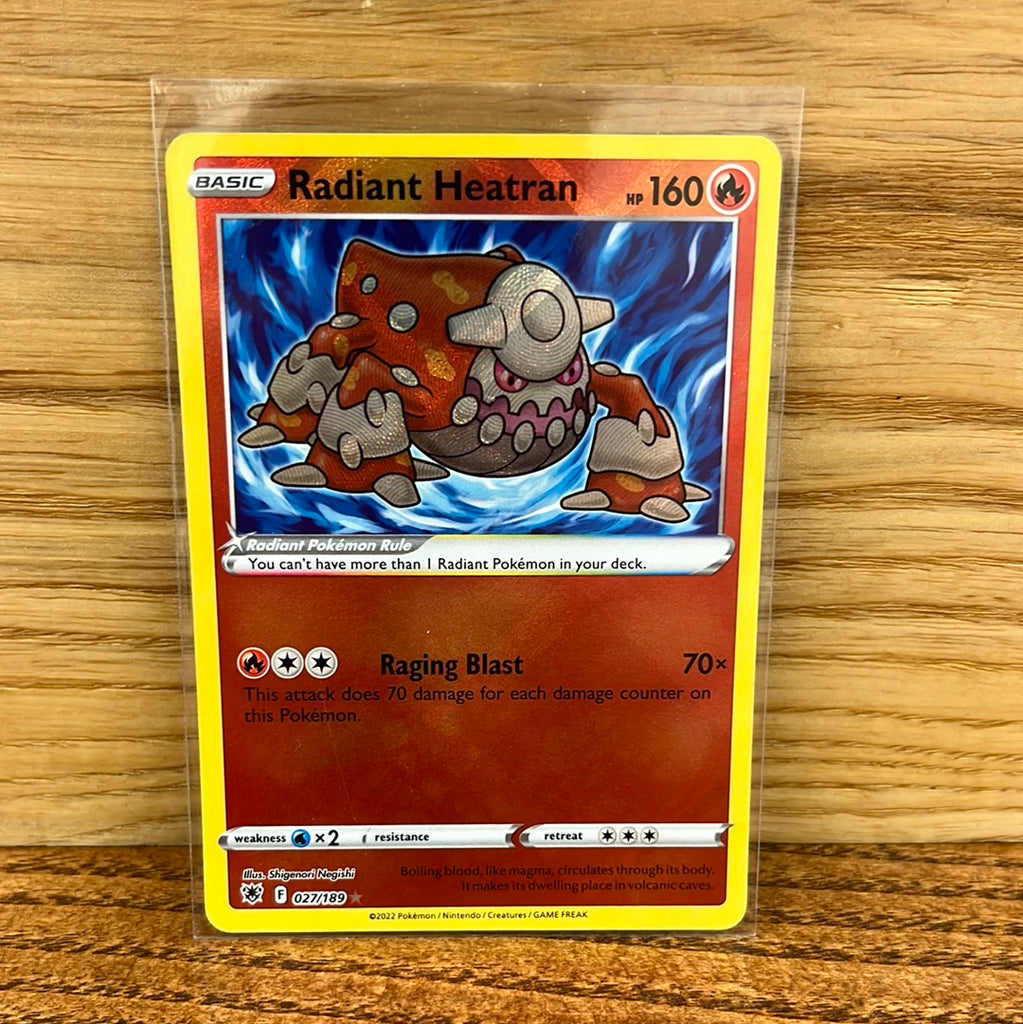 BASIC Radiant Heatran HP 160
Radiant Pokémon Rule
You can't have more than 1 Radiant Pokémon in your deck.
Raging Blast 70×
This attack does 70 damage for each damage counter on
this Pokémon.
weakness ×2 resistance retreat
Illus. Shigenori Negishi
Boiling blood, like magma, circulates through its body.
It makes its dwelling place in volcanic caves.
F 027/189
©2022 Pokémon / Nintendo / Creatures / GAME FREAK